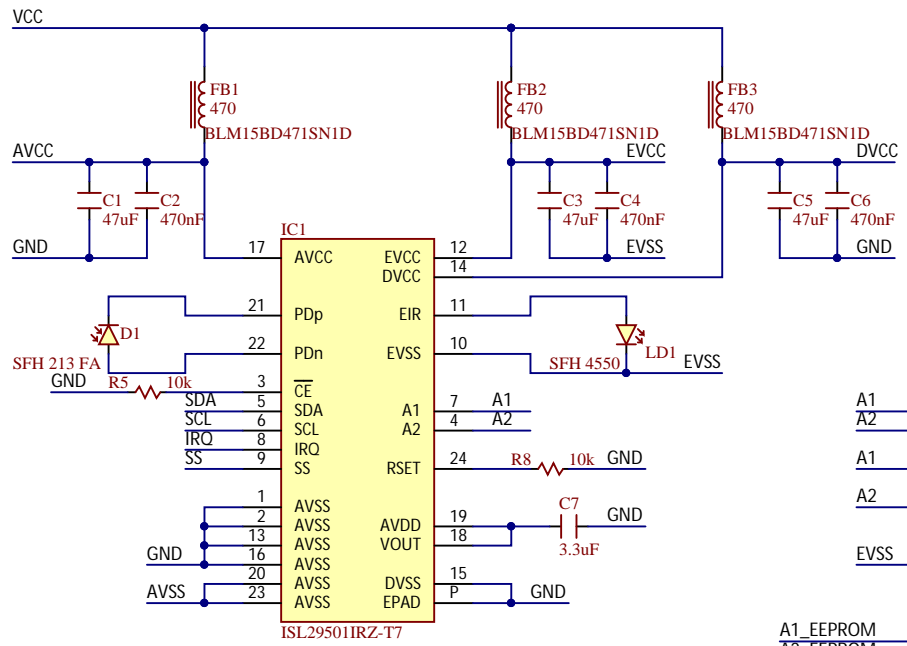 VCC
FB1
470
BLM15BD471SN1D
FB2
470
BLM15BD471SN1D
FB3
470
BLM15BD471SN1D
AVCC
EVCC
DVCC
C1
47uF
C2
470nF
C3
47uF
C4
470nF
C5
47uF
C6
470nF
GND
EVSS
GND
IC1
17 AVCC
EVCC 12
DVCC 14
21 PDp
EIR 11
22 PDn
EVSS 10
D1
SFH 213 FA
LD1
SFH 4550
EVSS
GND R5 10k 3 CE
SDA 5 SDA
SCL 6 SCL
IRQ 8 IRQ
SS 9 SS
A1 7 A1
A2 4 A2
RSET 24 R8 10k GND
1 AVSS
2 AVSS
13 AVSS
16 AVSS
20 AVSS
23 AVSS
GND
AVSS
AVDD 19
VOUT 18
C7
3.3uF
GND
DVSS 15
EPAD P
GND
ISL29501IRZ-T7
A1
A2
A1
A2
EVSS
A1_EEPROM